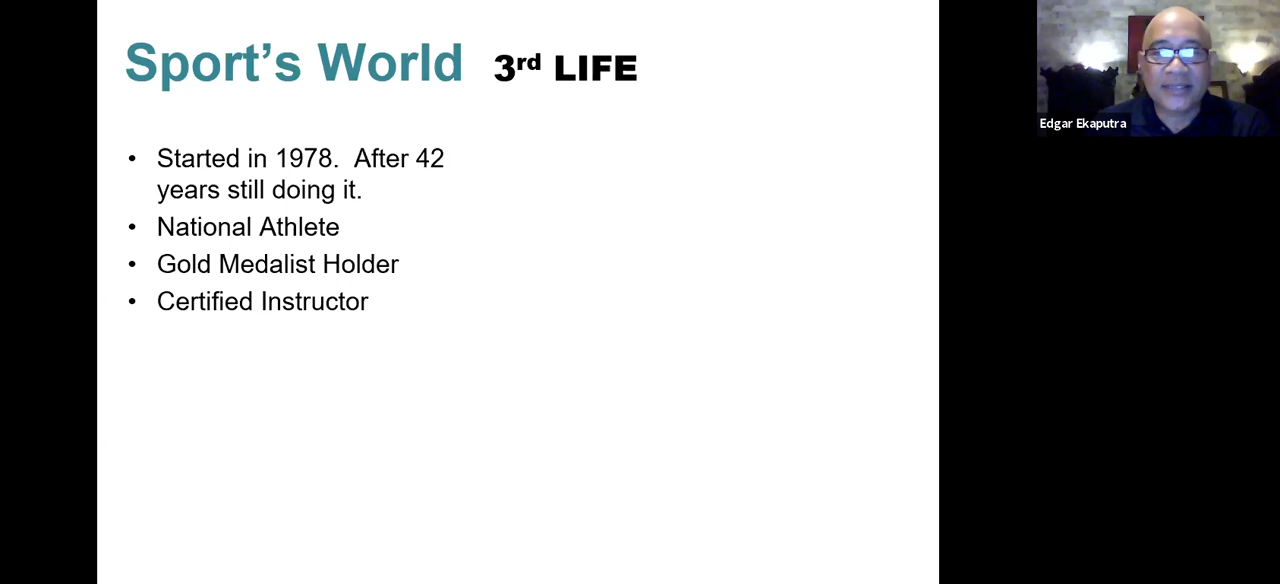 Sport’s World 3rd LIFE
• Started in 1978.  After 42
years still doing it.
• National Athlete
• Gold Medalist Holder
• Certified Instructor
Edgar Ekaputra